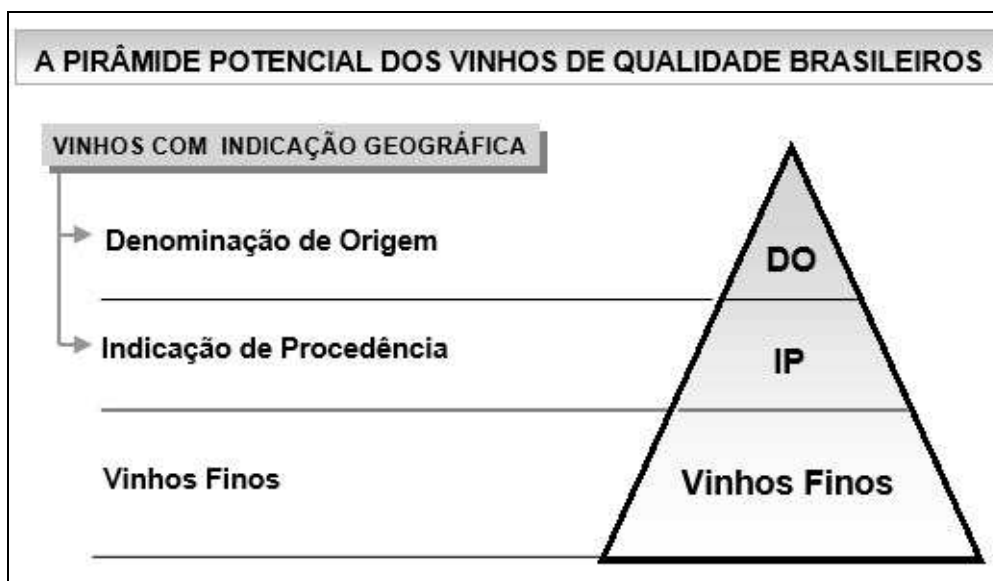 A PIRÂMIDE POTENCIAL DOS VINHOS DE QUALIDADE BRASILEIROS
VINHOS COM INDICAÇÃO GEOGRÁFICA
Denominação de Origem
DO
Indicação de Procedência
IP
Vinhos Finos
Vinhos Finos